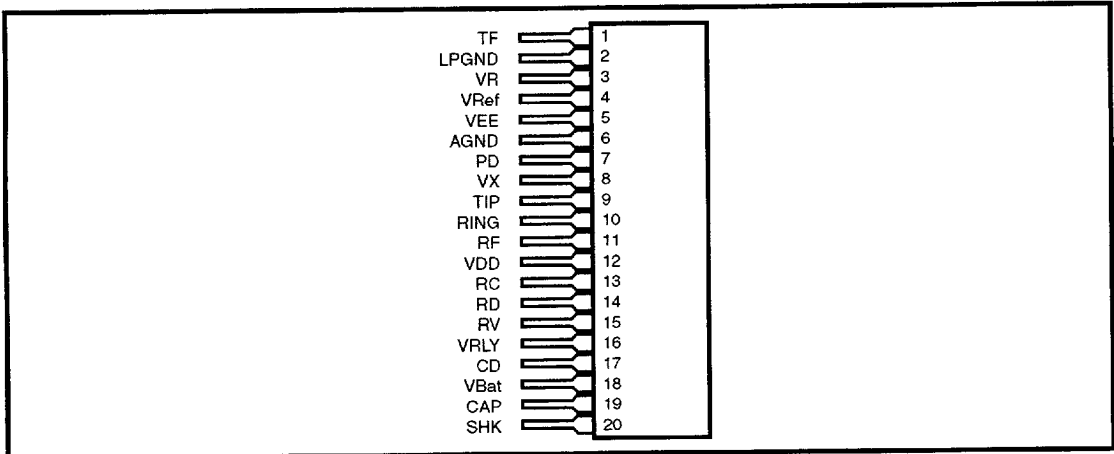 TF 1
LPGND 2
VR 3
VRef 4
VEE 5
AGND 6
PD 7
VX 8
TIP 9
RING 10
RF 11
VDD 12
RC 13
RD 14
RV 15
VRLY 16
CD 17
VBat 18
CAP 19
SHK 20